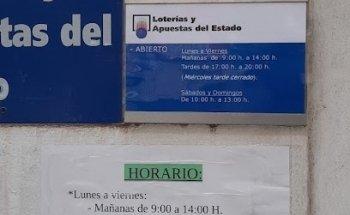 tas del
o
Loterías y
Apuestas del Estado
- ABIERTO
Lunes a Viernes
Mañanas de 9:00 h. a 14:00 h.
Tardes de 17:00 h. a 20:00 h.
(Miércoles tarde cerrado).
Sábados y Domingos
De 10:00 h. a 13:00 h.
HORARIO:
*Lunes a viernes:
- Mañanas de 9:00 a 14:00 H.